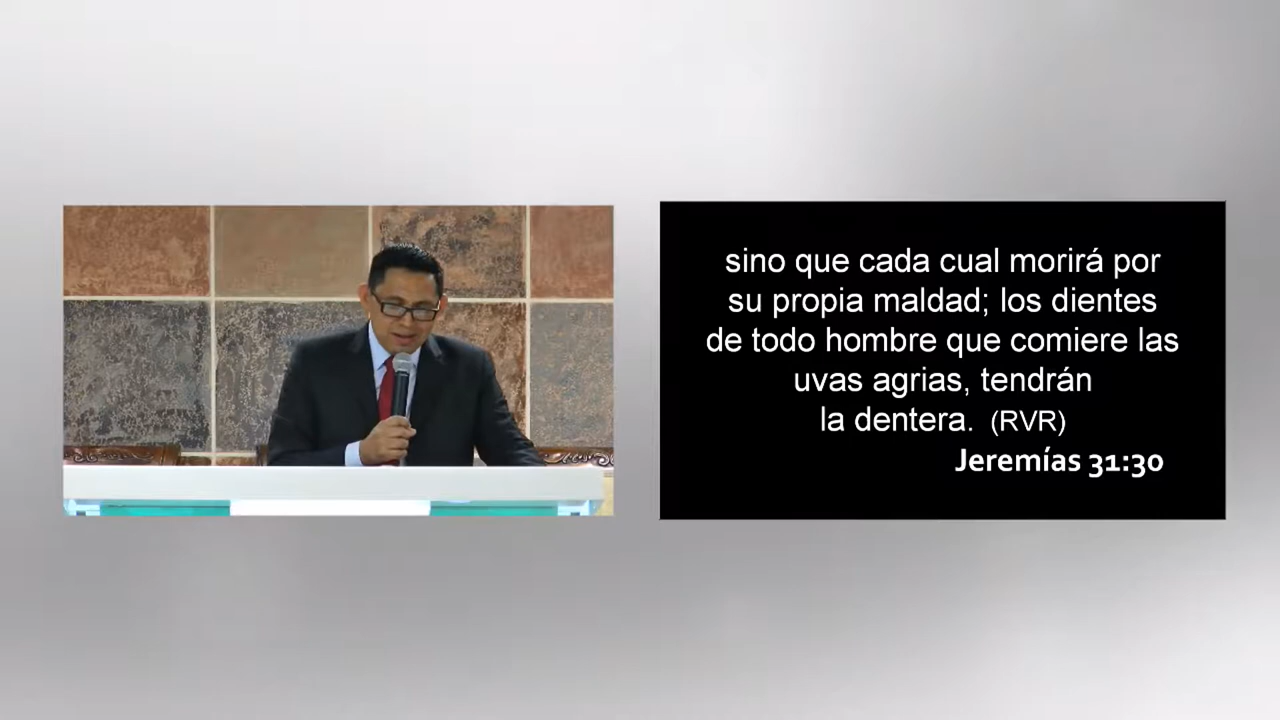 sino que cada cual morirá por
su propia maldad; los dientes
de todo hombre que comiere las
uvas agrias, tendrán
la dentera. (RVR)
Jeremías 31:30